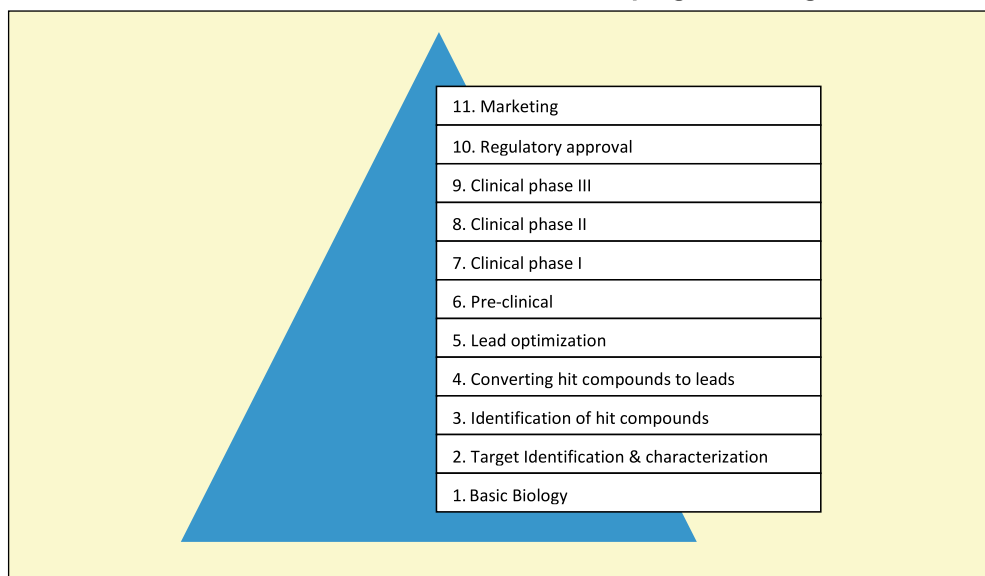 11. Marketing
10. Regulatory approval
9. Clinical phase III
8. Clinical phase II
7. Clinical phase I
6. Pre-clinical
5. Lead optimization
4. Converting hit compounds to leads
3. Identification of hit compounds
2. Target Identification & characterization
1. Basic Biology